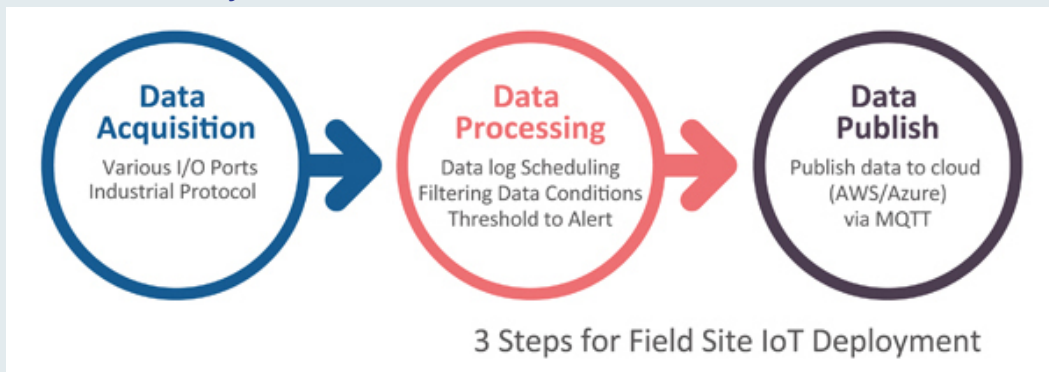 Data
Acquisition
Various I/O Ports
Industrial Protocol
Data
Processing
Data log Scheduling
Filtering Data Conditions
Threshold to Alert
Data
Publish
Publish data to cloud
(AWS/Azure)
via MQTT
3 Steps for Field Site IoT Deployment